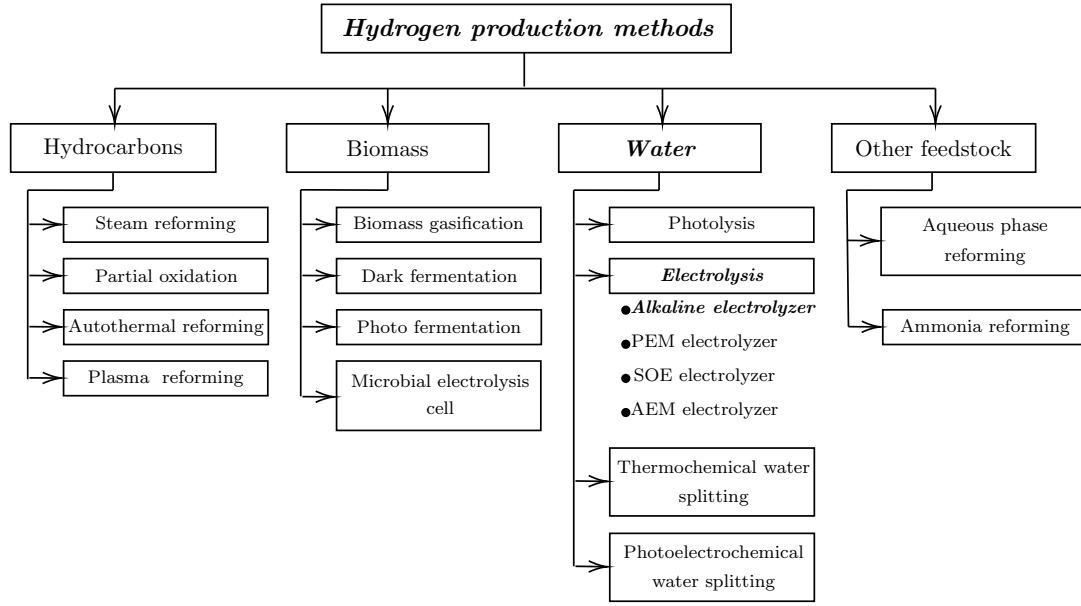 Hydrogen production methods
Hydrocarbons
Steam reforming
Partial oxidation
Autothermal reforming
Plasma reforming
Biomass
Biomass gasification
Dark fermentation
Photo fermentation
Microbial electrolysis
cell
Water
Photolysis
Electrolysis
●Alkaline electrolyzer
●PEM electrolyzer
●SOE electrolyzer
●AEM electrolyzer
Thermochemical water
splitting
Photoelectrochemical
water splitting
Other feedstock
Aqueous phase
reforming
Ammonia reforming